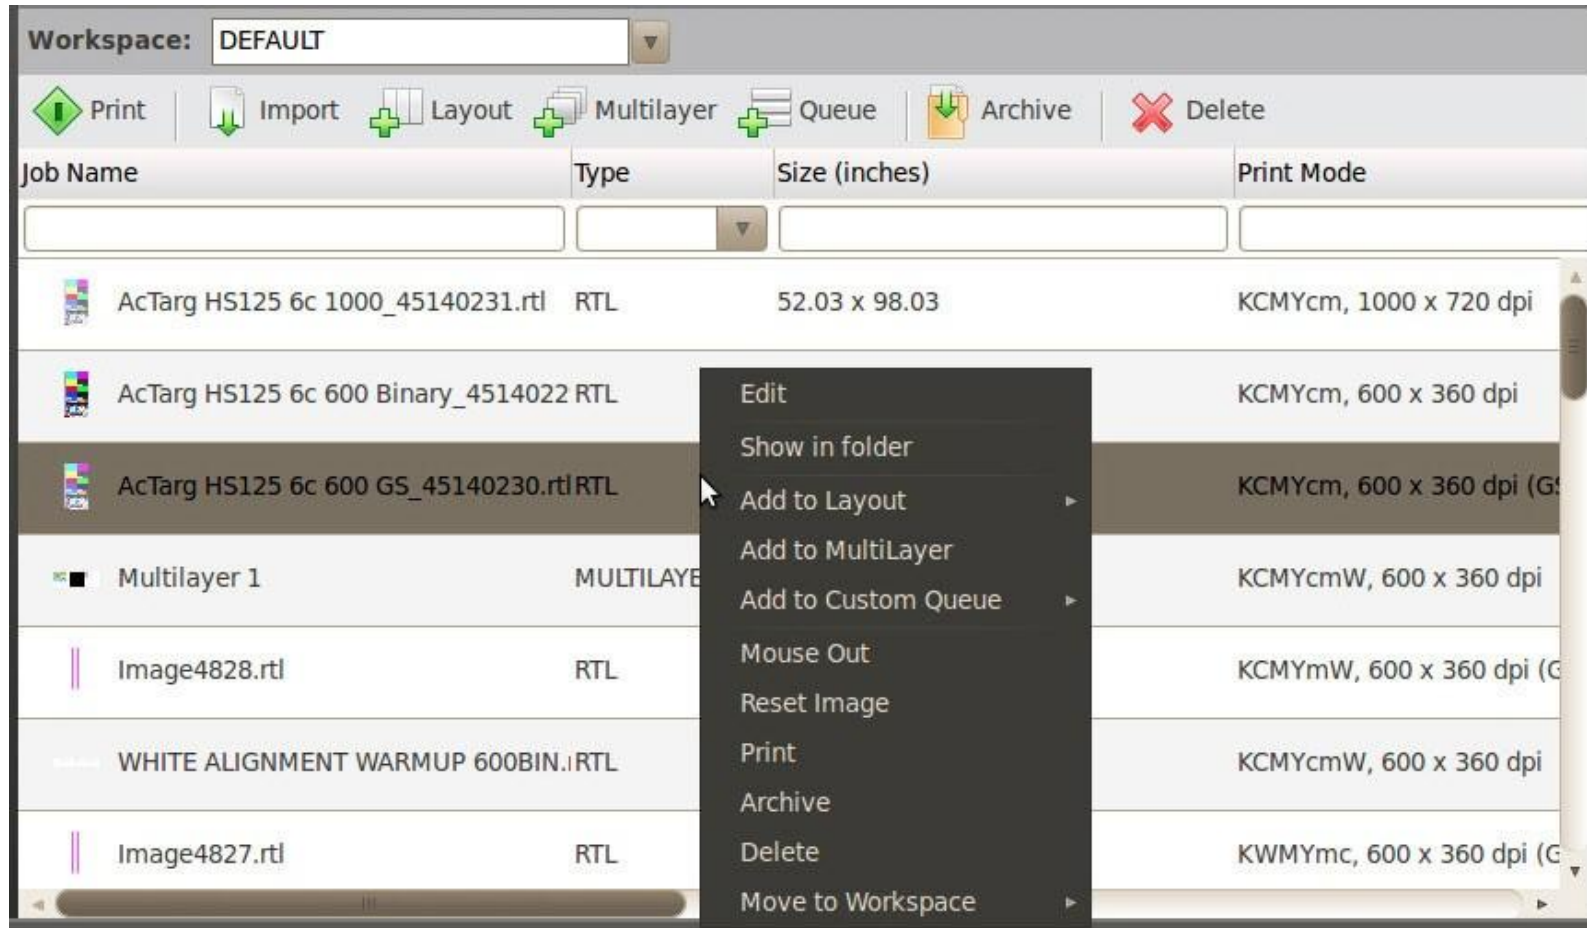 Workspace: DEFAULT
Print Import Layout Multilayer Queue Archive Delete
Job Name Type Size (inches) Print Mode
AcTarg HS125 6c 1000_45140231.rtl RTL 52.03 x 98.03 KCMYcm, 1000 x 720 dpi
AcTarg HS125 6c 600 Binary_4514022 RTL KCMYcm, 600 x 360 dpi
AcTarg HS125 6c 600 GS_45140230.rtl RTL KCMYcm, 600 x 360 dpi (GS
Multilayer 1 MULTILAYE KCMYcmW, 600 x 360 dpi
Image4828.rtl RTL KCMYmW, 600 x 360 dpi (G
WHITE ALIGNMENT WARMUP 600BIN. RTL KCMYcmW, 600 x 360 dpi
Image4827.rtl RTL KWMYmc, 600 x 360 dpi (G
Edit
Show in folder
Add to Layout
Add to MultiLayer
Add to Custom Queue
Mouse Out
Reset Image
Print
Archive
Delete
Move to Workspace